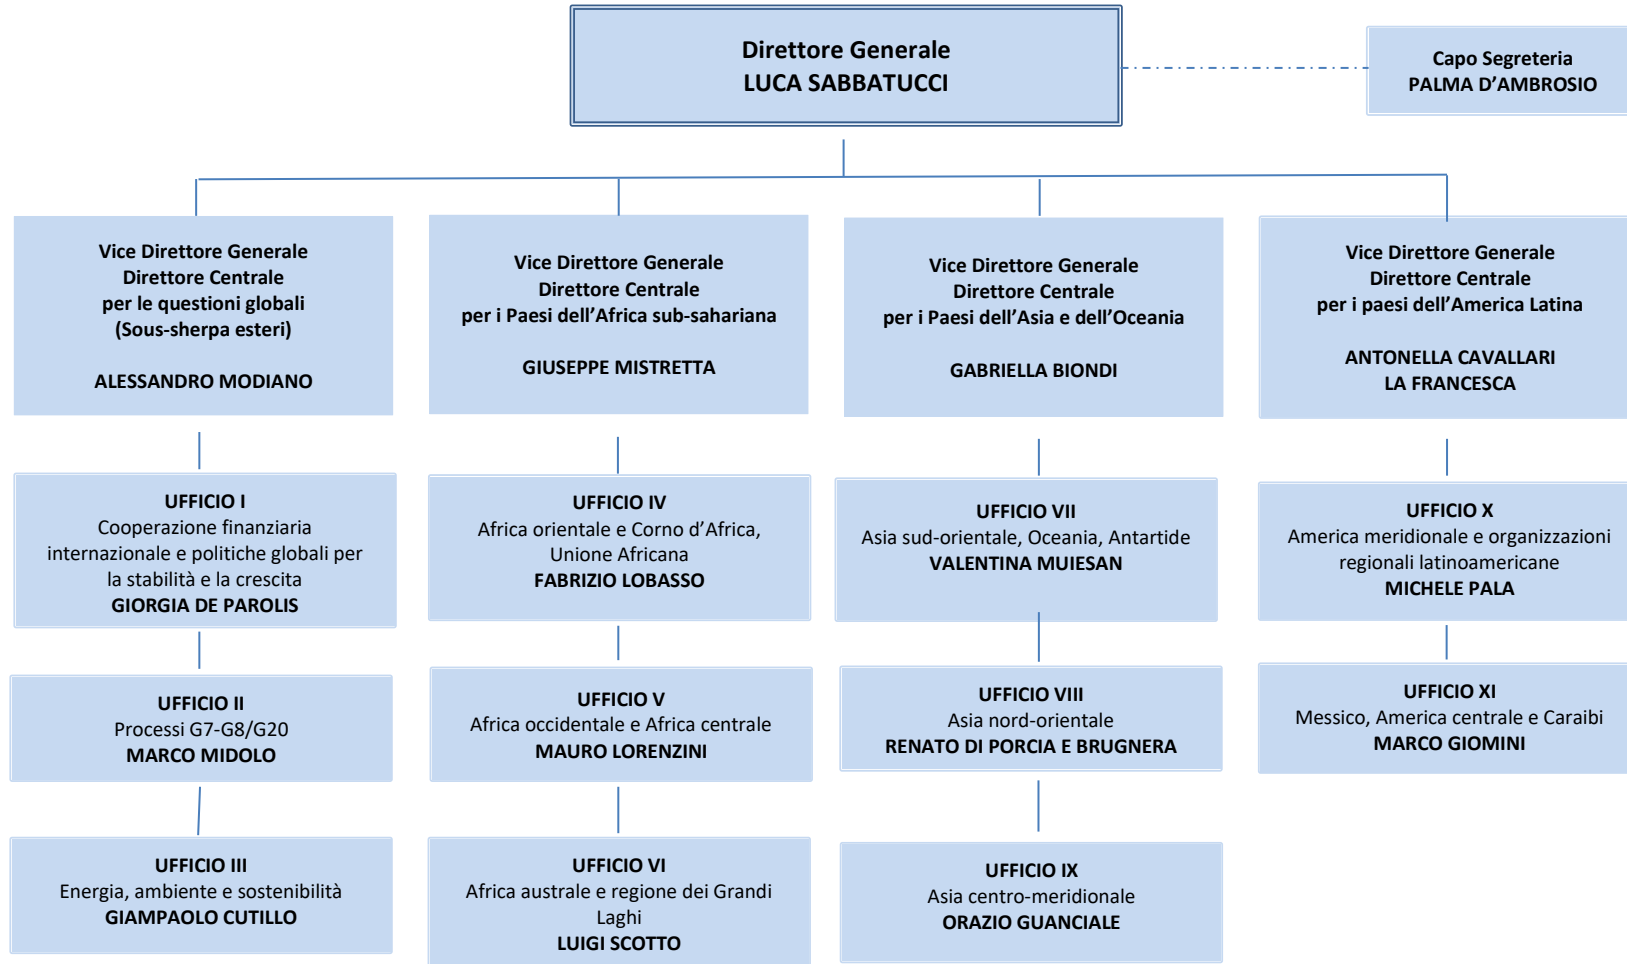 Direttore Generale
LUCA SABBATUCCI
Capo Segreteria
PALMA D’AMBROSIO
Vice Direttore Generale
Direttore Centrale
per le questioni globali
(Sous-sherpa esteri)
ALESSANDRO MODIANO
Vice Direttore Generale
Direttore Centrale
per i Paesi dell’Africa sub-sahariana
GIUSEPPE MISTRETTA
Vice Direttore Generale
Direttore Centrale
per i Paesi dell’Asia e dell’Oceania
GABRIELLA BIONDI
Vice Direttore Generale
Direttore Centrale
per i paesi dell’America Latina
ANTONELLA CAVALLARI
LA FRANCESCA
UFFICIO I
Cooperazione finanziaria
internazionale e politiche globali per
la stabilità e la crescita
GIORGIA DE PAROLIS
UFFICIO IV
Africa orientale e Corno d’Africa,
Unione Africana
FABRIZIO LOBASSO
UFFICIO VII
Asia sud-orientale, Oceania, Antartide
VALENTINA MUIESAN
UFFICIO X
America meridionale e organizzazioni
regionali latinoamericane
MICHELE PALA
UFFICIO II
Processi G7-G8/G20
MARCO MIDOLO
UFFICIO V
Africa occidentale e Africa centrale
MAURO LORENZINI
UFFICIO VIII
Asia nord-orientale
RENATO DI PORCIA E BRUGNERA
UFFICIO XI
Messico, America centrale e Caraibi
MARCO GIOMINI
UFFICIO III
Energia, ambiente e sostenibilità
GIAMPAOLO CUTILLO
UFFICIO VI
Africa australe e regione dei Grandi
Laghi
LUIGI SCOTTO
UFFICIO IX
Asia centro-meridionale
ORAZIO GUANCIALE